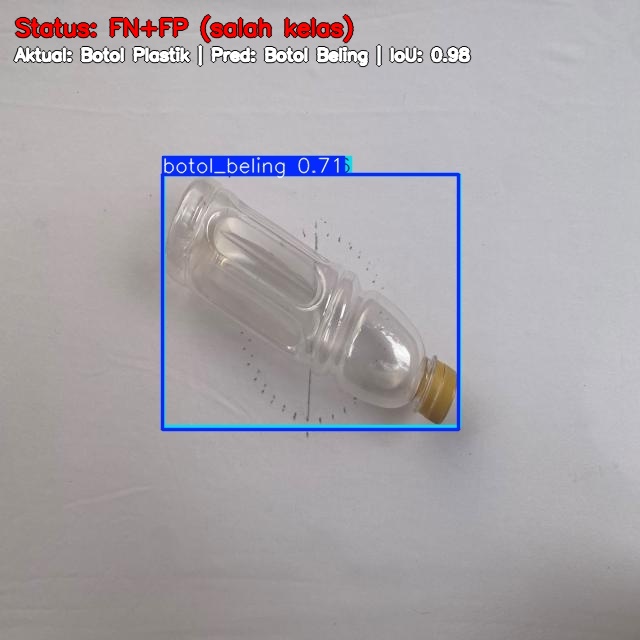 Status: FN+FP (salah kelas)
Aktual: Botol Plastik | Pred: Botol Beling | IoU: 0.98
botol_beling 0.71